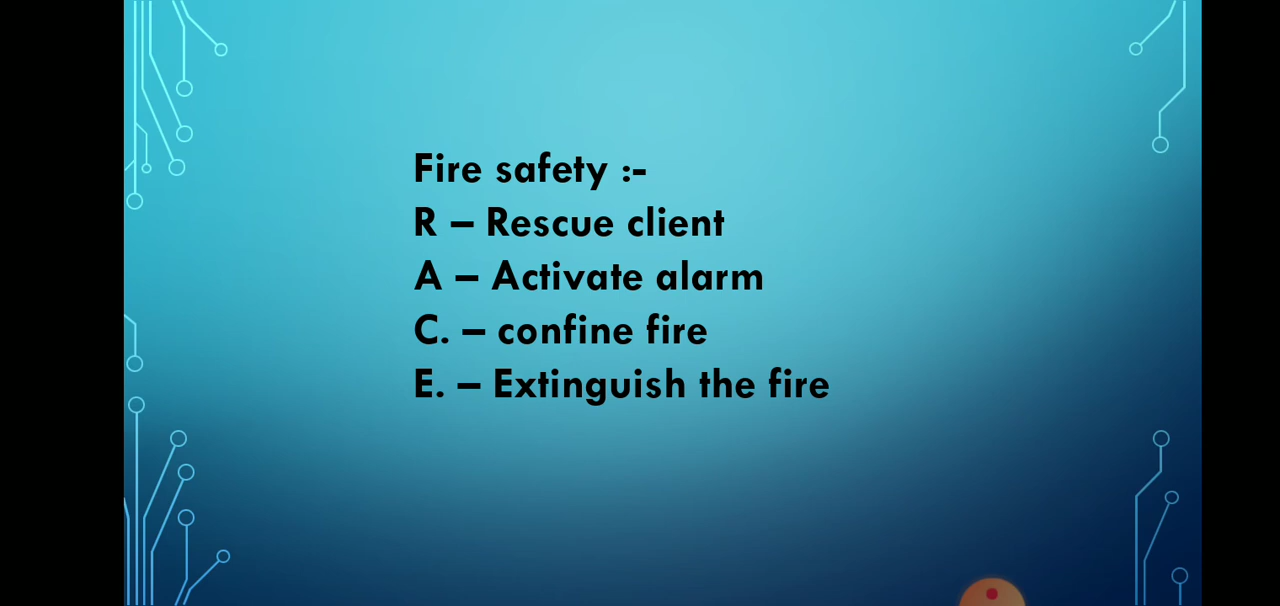 Fire safety :-
R – Rescue client
A – Activate alarm
C. – confine fire
E. – Extinguish the fire